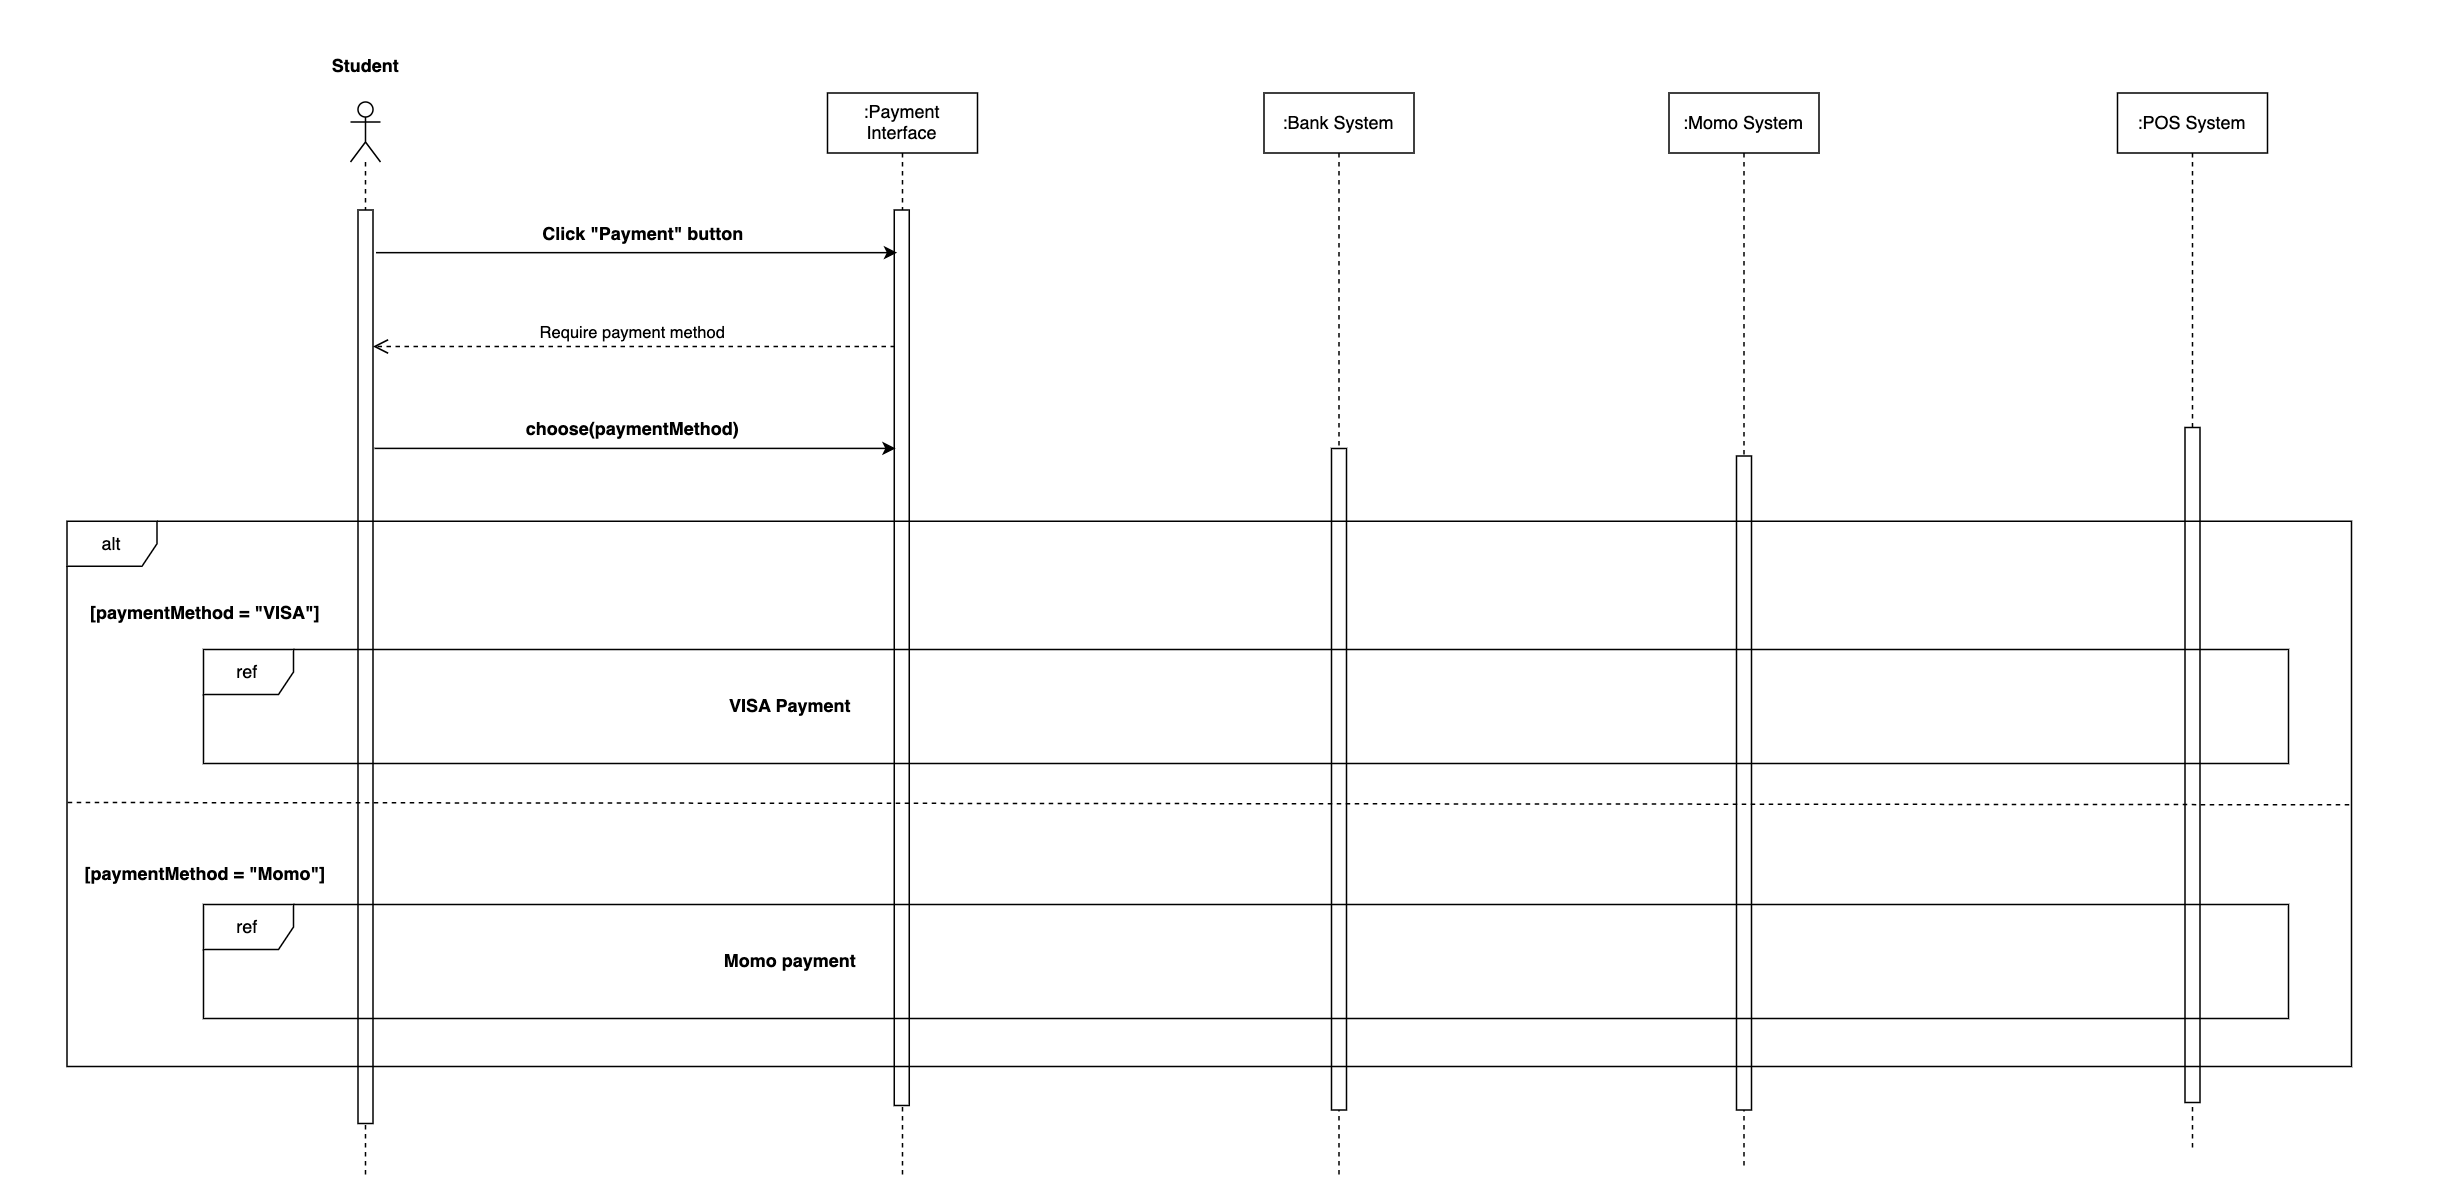 Student
:Payment
Interface
:Bank System
:Momo System
:POS System
Click "Payment" button
Require payment method
choose(paymentMethod)
alt
[paymentMethod = "VISA"]
ref
VISA Payment
[paymentMethod = "Momo"]
ref
Momo payment